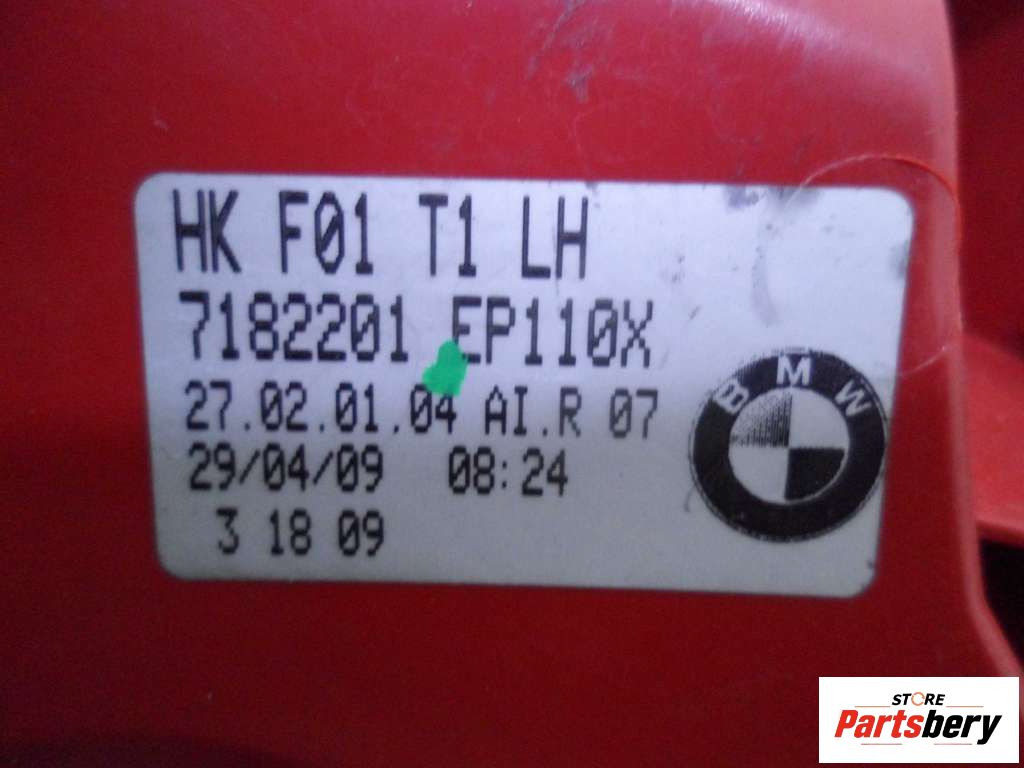 HK F01 T1 LH
7182201 EP110X
27.02.01.04 AI.R 07
29/04/09 08:24
3 18 09
BMW
STORE
Partsbery